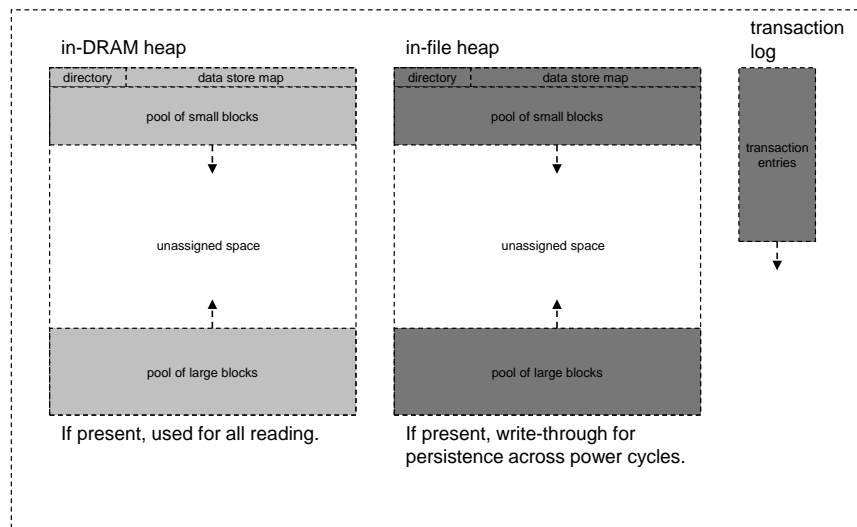 in-DRAM heap
directory
data store map
pool of small blocks
unassigned space
pool of large blocks
If present, used for all reading.
in-file heap
directory
data store map
pool of small blocks
unassigned space
pool of large blocks
If present, write-through for
persistence across power cycles.
transaction
log
transaction
entries